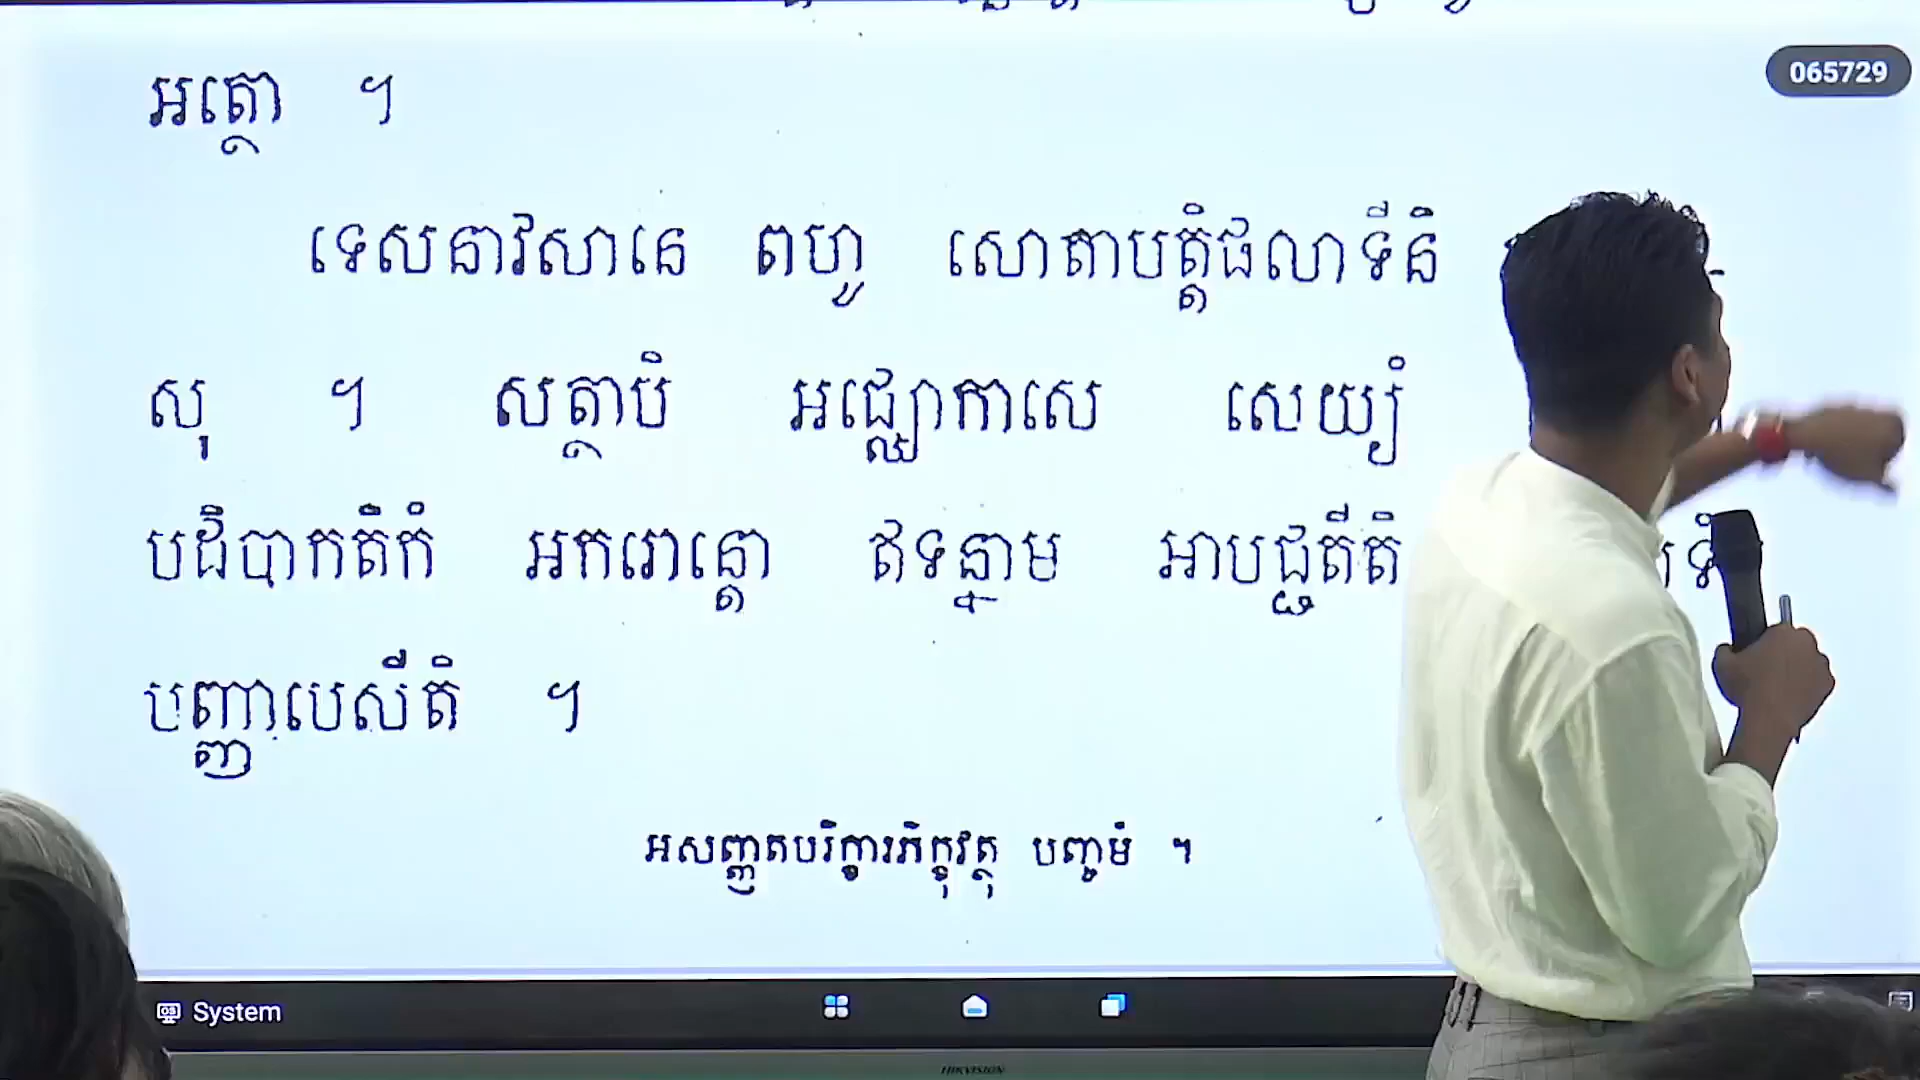 065729
អត្ថោ ។
ទេសនាវសានេ ពហូ សោតាបត្តិផលាទីនិ
សុ ។ សត្ថាបិ អជ្ឈោកាសេ សេយ្យំ
បដិបាកតិកំ អករោន្តោ ឥទន្នាម អាបជ្ជតីតិ
បញ្ញាបេសីតិ ។
អសញ្ញតបរិក្ខារភិក្ខុវត្ថុ បញ្ចមំ ។
System
HIKVISION